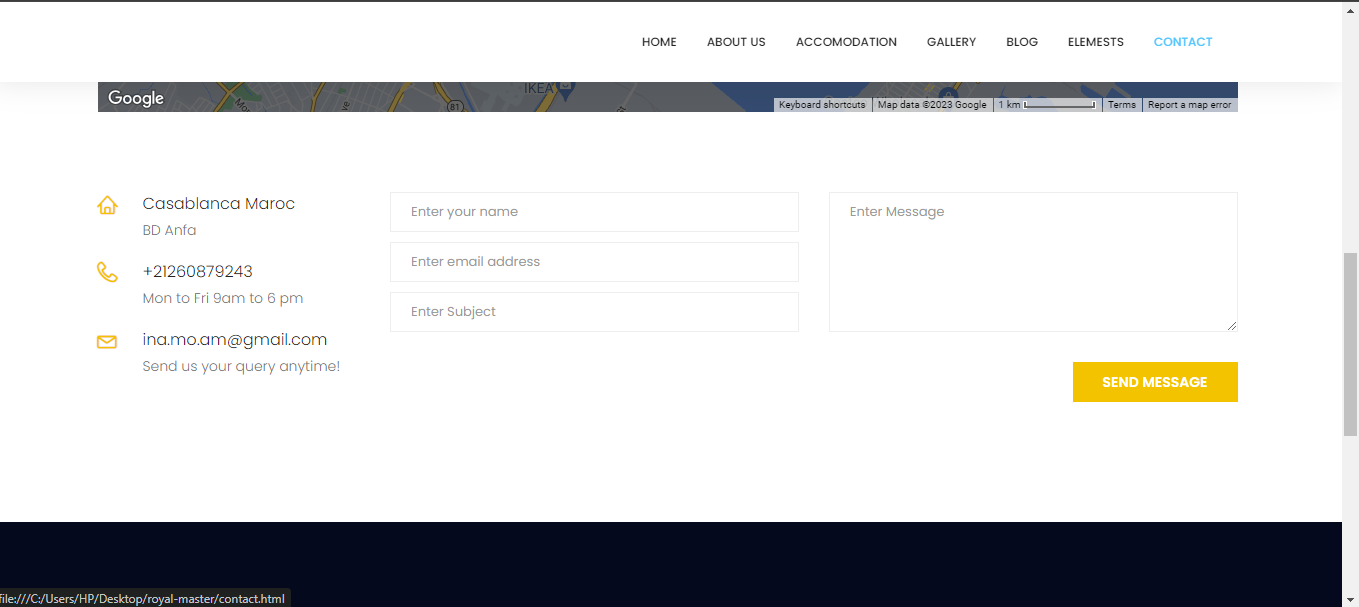 HOME ABOUT US ACCOMODATION GALLERY BLOG ELEMESTS CONTACT
IKEA
Google
81
Keyboard shortcuts Map data ©2023 Google 1 km Terms Report a map error
Casablanca Maroc
BD Anfa
+21260879243
Mon to Fri 9am to 6 pm
ina.mo.am@gmail.com
Send us your query anytime!
Enter your name
Enter email address
Enter Subject
Enter Message
SEND MESSAGE
file:///C:/Users/HP/Desktop/royal-master/contact.html